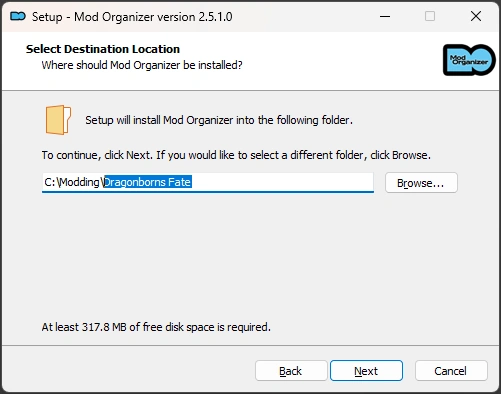 Setup - Mod Organizer version 2.5.1.0
Select Destination Location
Where should Mod Organizer be installed?
Mod Organizer
Setup will install Mod Organizer into the following folder.
To continue, click Next. If you would like to select a different folder, click Browse.
C:\Modding\Dragonborns Fate
Browse...
At least 317.8 MB of free disk space is required.
Back
Next
Cancel